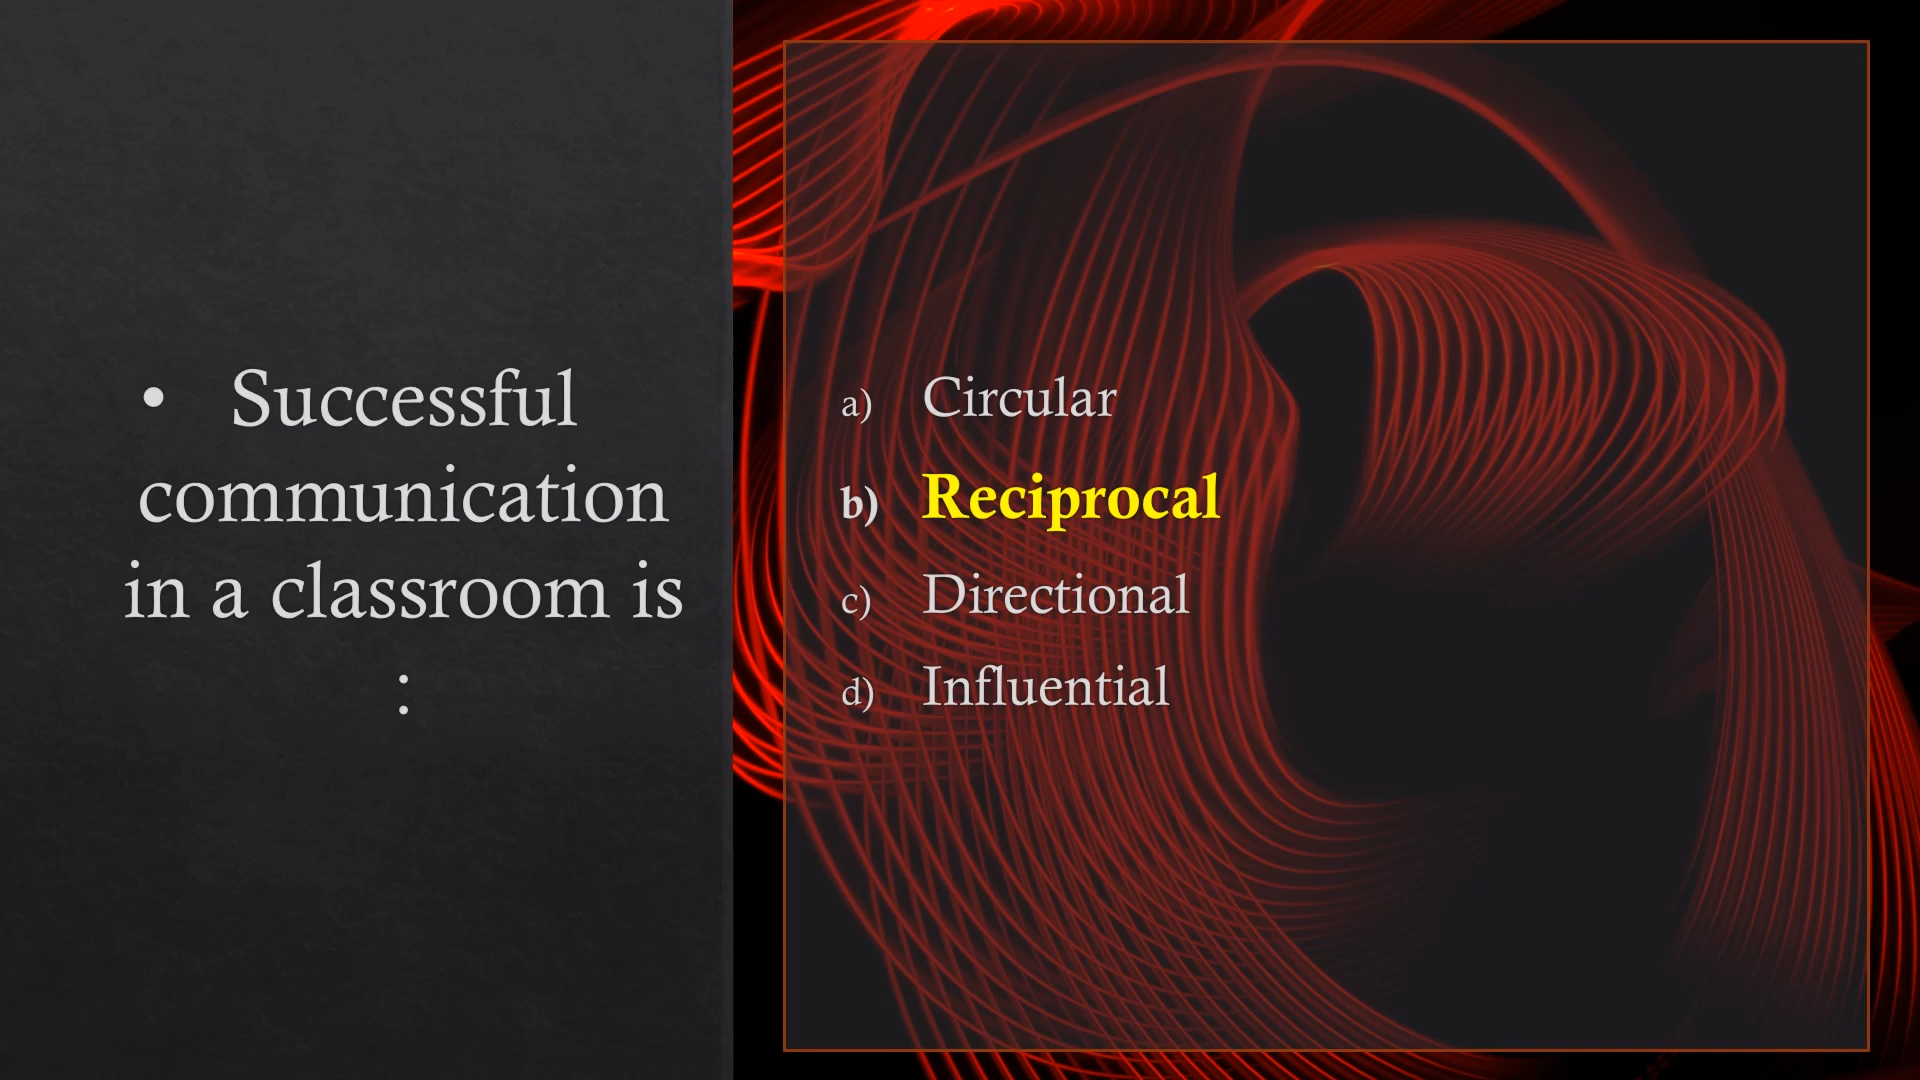 • Successful
communication
in a classroom is
:
a) Circular
b) Reciprocal
c) Directional
d) Influential